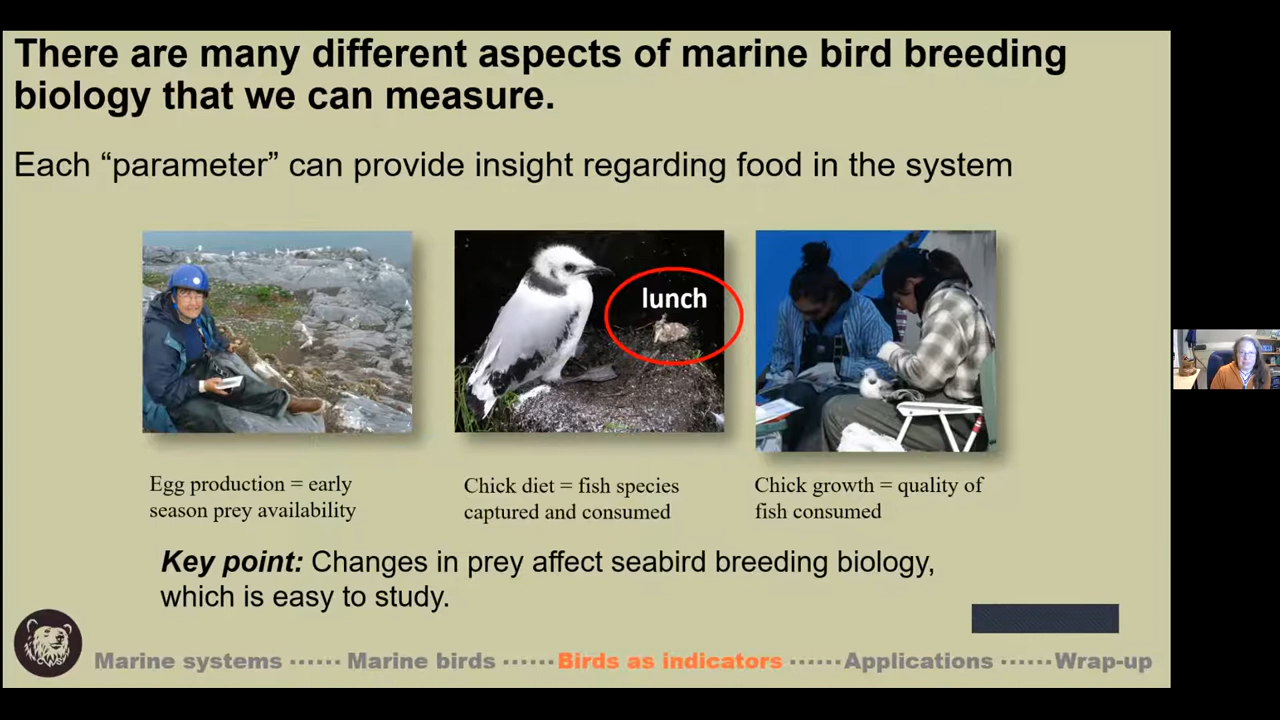 There are many different aspects of marine bird breeding
biology that we can measure.
Each “parameter” can provide insight regarding food in the system
lunch
Egg production = early
season prey availability
Chick diet = fish species
captured and consumed
Chick growth = quality of
fish consumed
Key point: Changes in prey affect seabird breeding biology,
which is easy to study.
Marine systems ······ Marine birds ······ Birds as indicators ······ Applications ······ Wrap-up